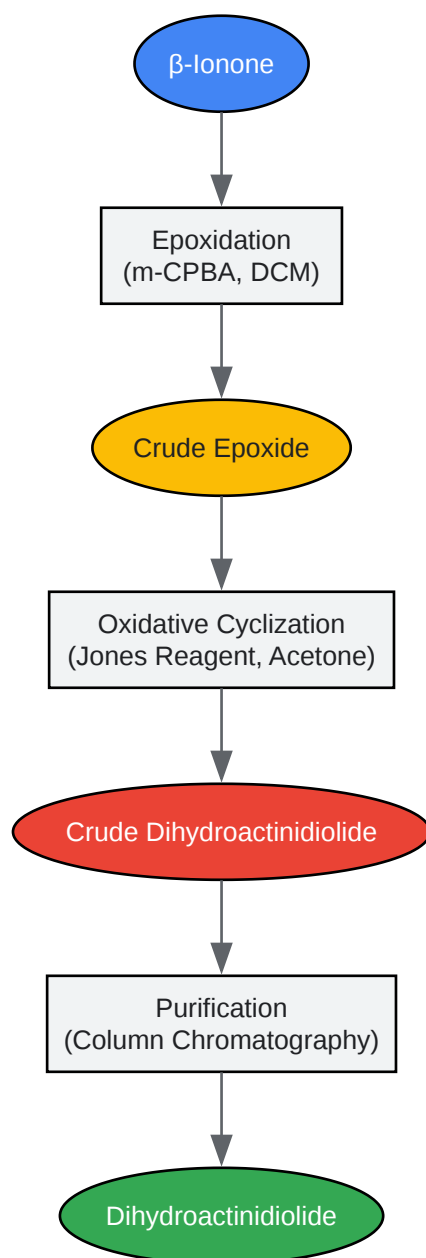 β-Ionone
Epoxidation
(m-CPBA, DCM)
Crude Epoxide
Oxidative Cyclization
(Jones Reagent, Acetone)
Crude Dihydroactinidiolide
Purification
(Column Chromatography)
Dihydroactinidiolide